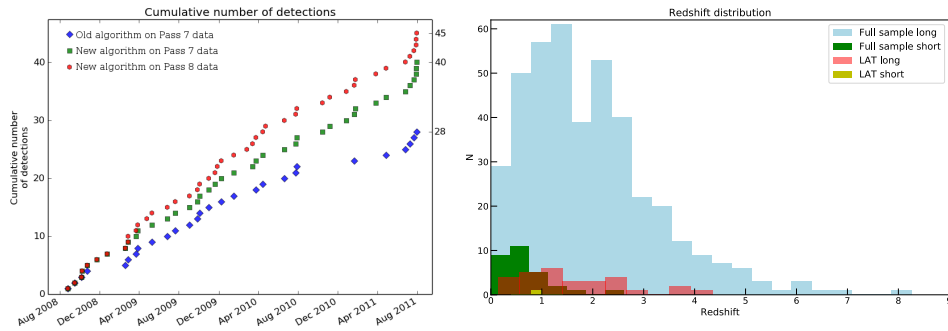 Cumulative number of detections
Old algorithm on Pass 7 data
New algorithm on Pass 7 data
New algorithm on Pass 8 data
Cumulative number
of detections
40
30
20
10
0
45
40
28
Aug 2008
Dec 2008
Apr 2009
Aug 2009
Dec 2009
Apr 2010
Aug 2010
Dec 2010
Apr 2011
Aug 2011
Redshift distribution
Full sample long
Full sample short
LAT long
LAT short
N
60
50
40
30
20
10
0
0
1
2
3
4
5
6
7
8
9
Redshift